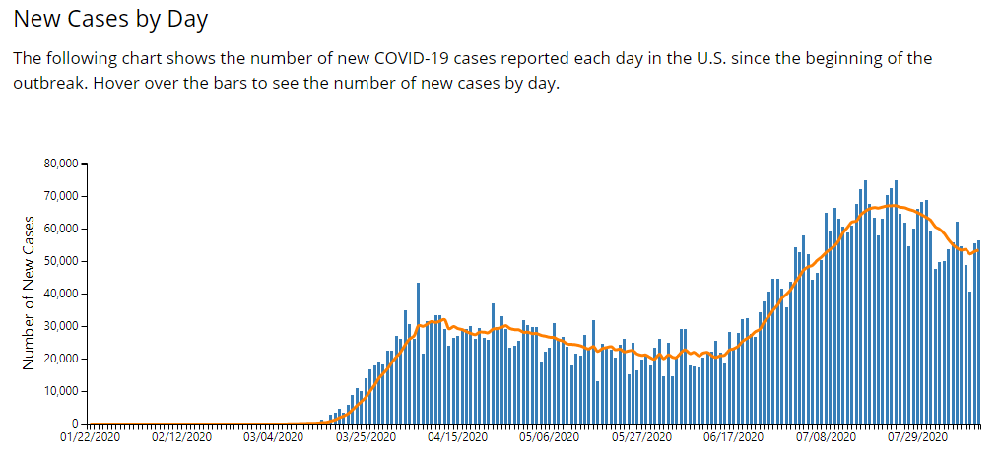 New Cases by Day
The following chart shows the number of new COVID-19 cases reported each day in the U.S. since the beginning of the
outbreak. Hover over the bars to see the number of new cases by day.
80,000
70,000
60,000
50,000
40,000
30,000
20,000
10,000
0
Number of New Cases
01/22/2020 02/12/2020 03/04/2020 03/25/2020 04/15/2020 05/06/2020 05/27/2020 06/17/2020 07/08/2020 07/29/2020